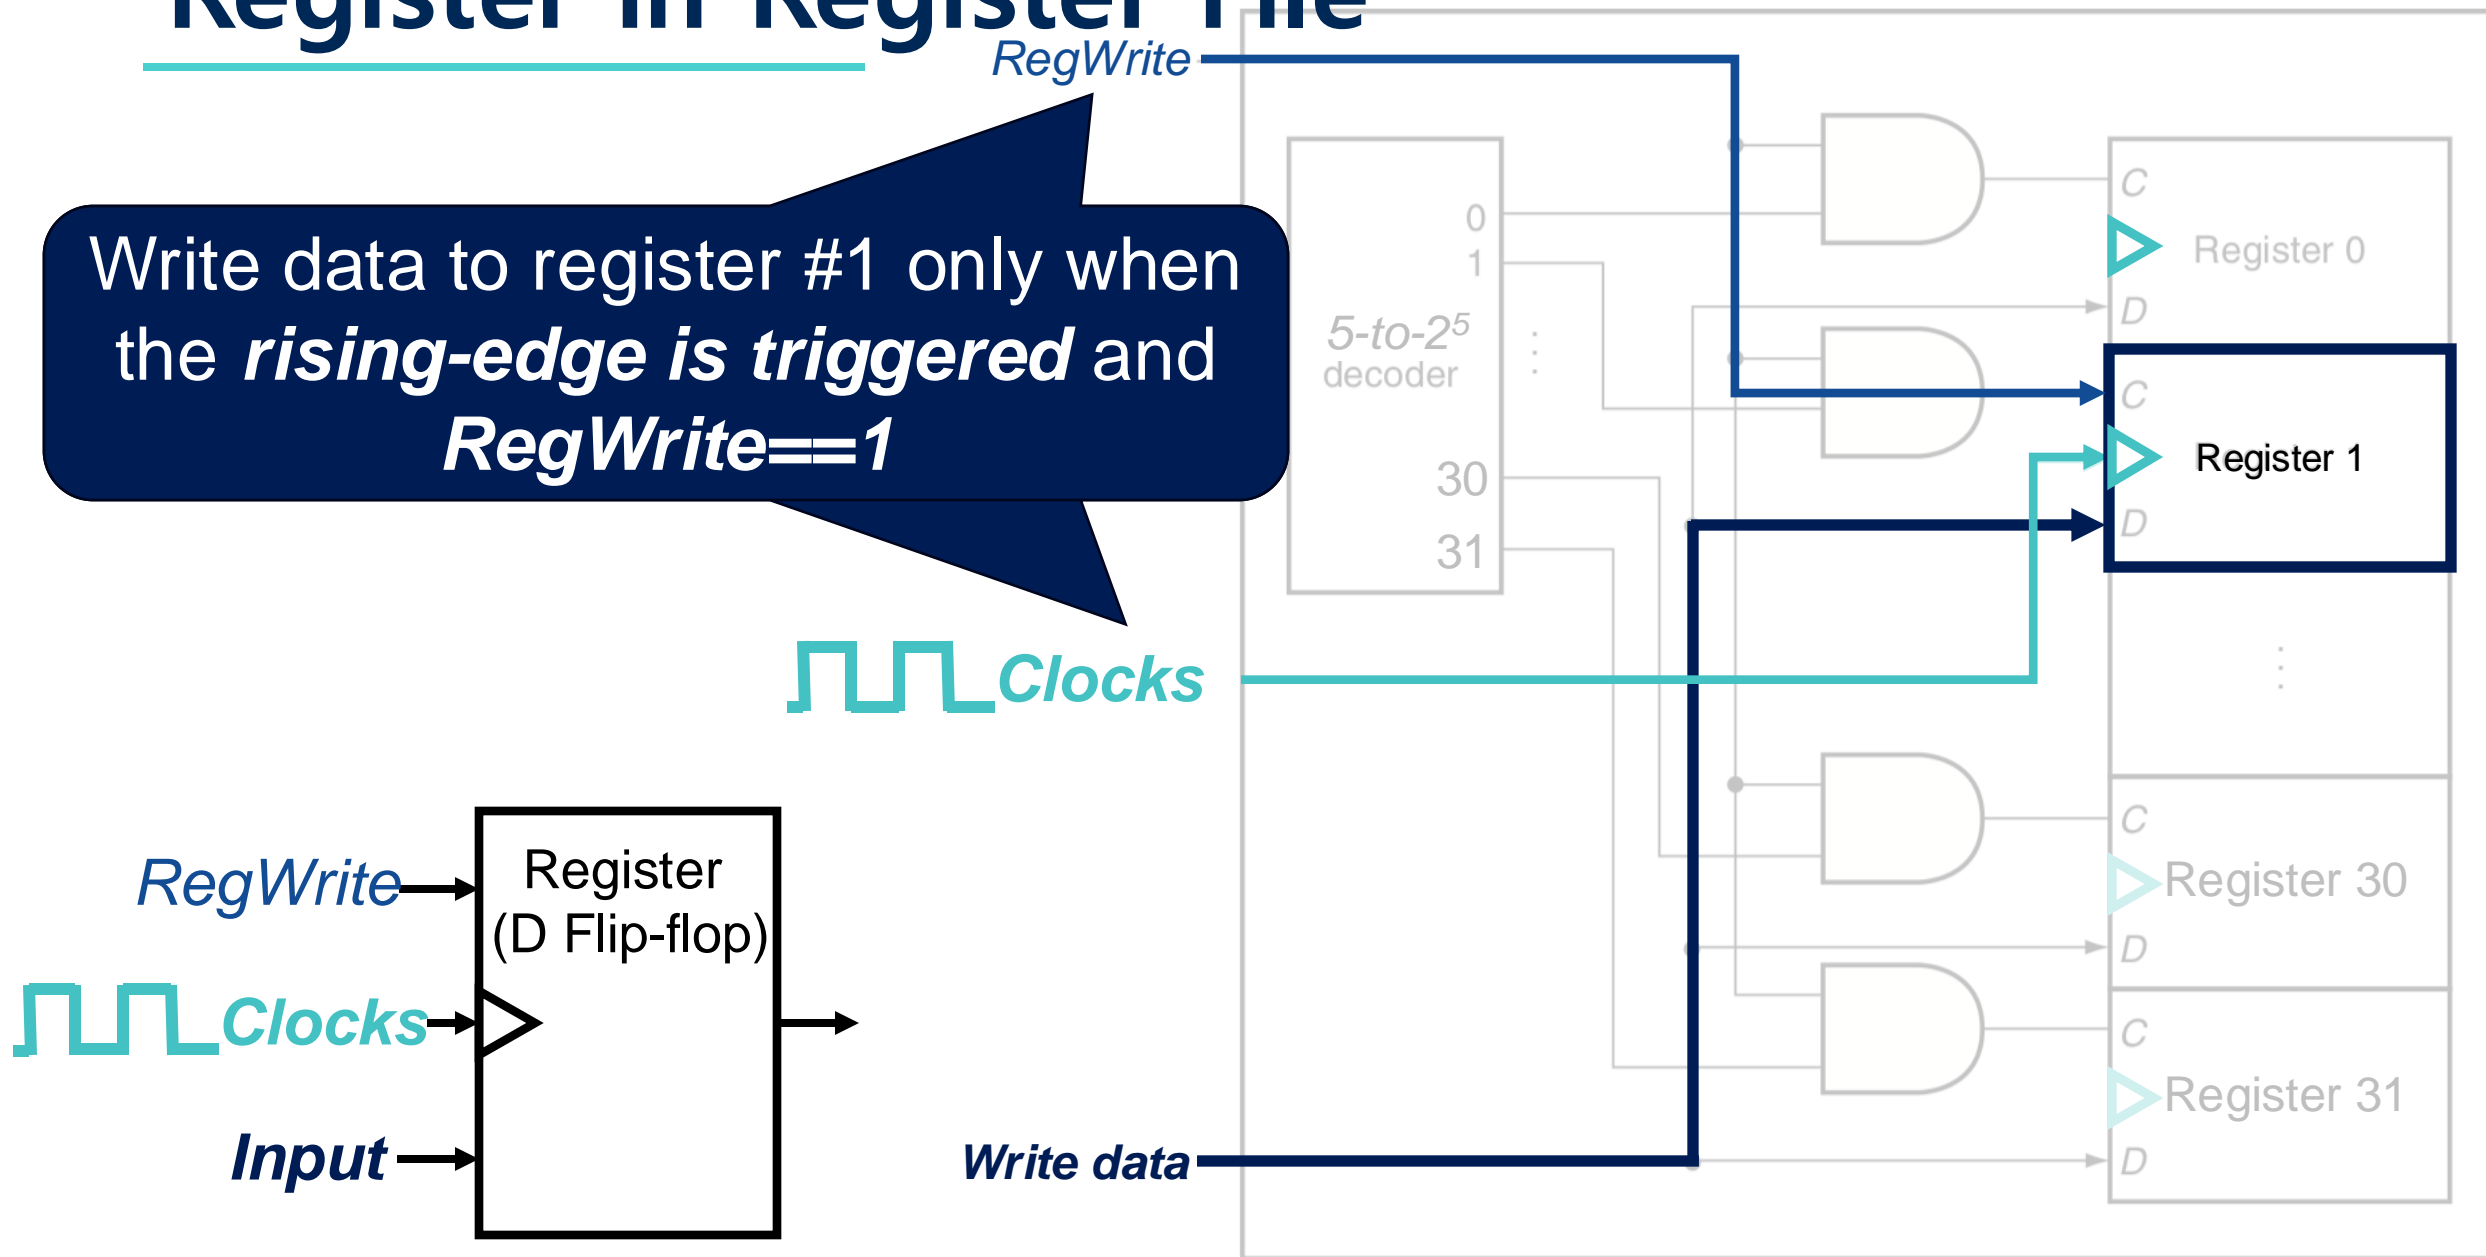 Register in Register File
RegWrite
Write data to register #1 only when
the rising-edge is triggered and
RegWrite==1
Clocks
RegWrite
Register
(D Flip-flop)
Clocks
Input
Write data
0
1
5-to-2⁵
decoder
⋮
30
31
C
Register 0
D
C
Register 1
D
⋮
C
Register 30
D
C
Register 31
D